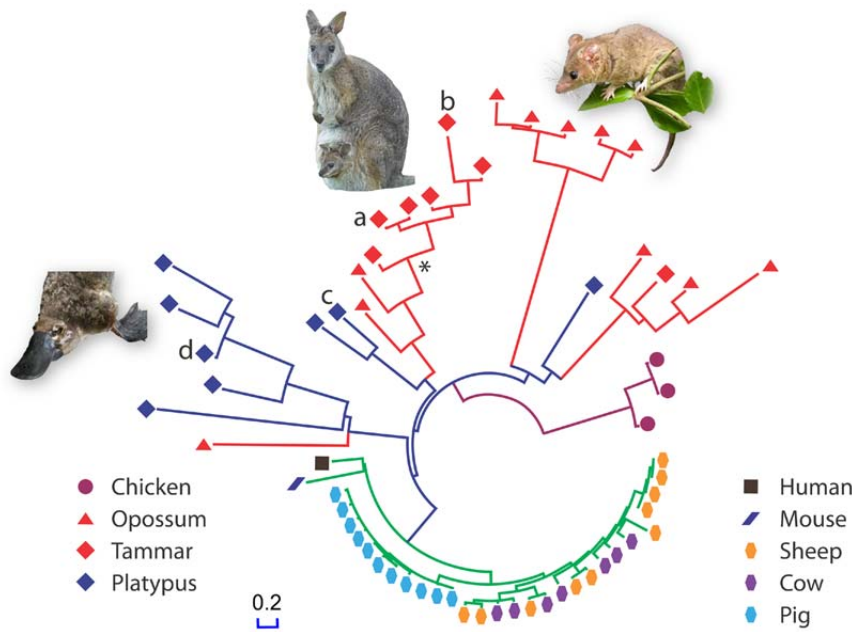 b
a
*
c
d
Chicken
Opossum
Tammar
Platypus
0.2
Human
Mouse
Sheep
Cow
Pig